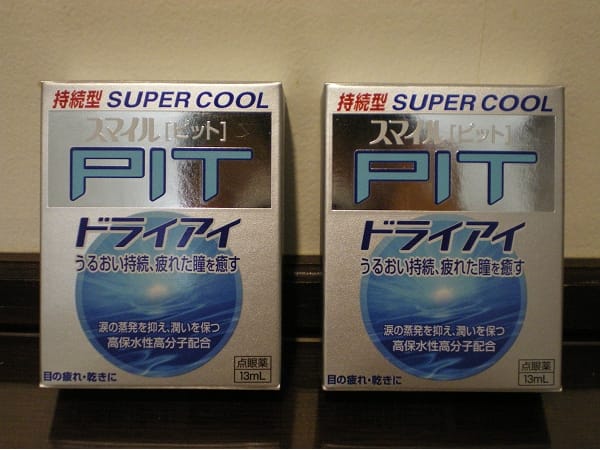 持続型 SUPER COOL
スマイル[ピット]
PIT
ドライアイ
うるおい持続、疲れた瞳を癒す
涙の蒸発を抑え、潤いを保つ
高保水性高分子配合
目の疲れ・乾きに
点眼薬
13mL
持続型 SUPER COOL
スマイル[ピット]
PIT
ドライアイ
うるおい持続、疲れた瞳を癒す
涙の蒸発を抑え、潤いを保つ
高保水性高分子配合
目の疲れ・乾きに
点眼薬
13mL